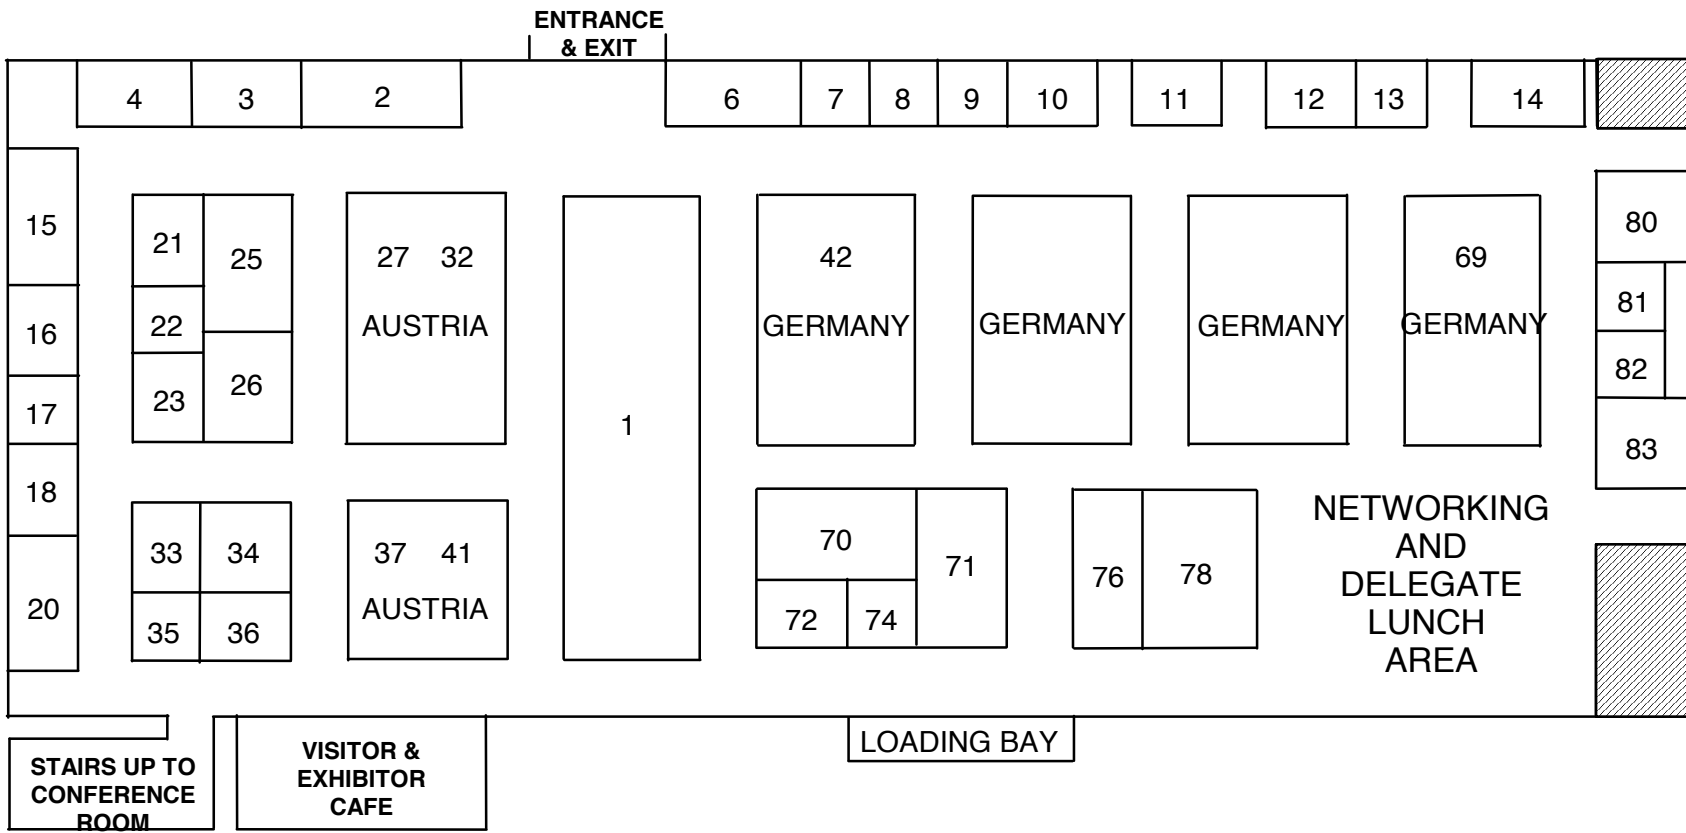 ENTRANCE
& EXIT
4 3 2 6 7 8 9 10 11 12 13 14
15
16
17
18
20
21
22
23
25
26
27 32
AUSTRIA
1
42
GERMANY
GERMANY
GERMANY
69
GERMANY
80
81
82
83
33 34
35 36
37 41
AUSTRIA
70
71
72 74
76 78
NETWORKING
AND
DELEGATE
LUNCH
AREA
STAIRS UP TO
CONFERENCE
ROOM
VISITOR &
EXHIBITOR
CAFE
LOADING BAY